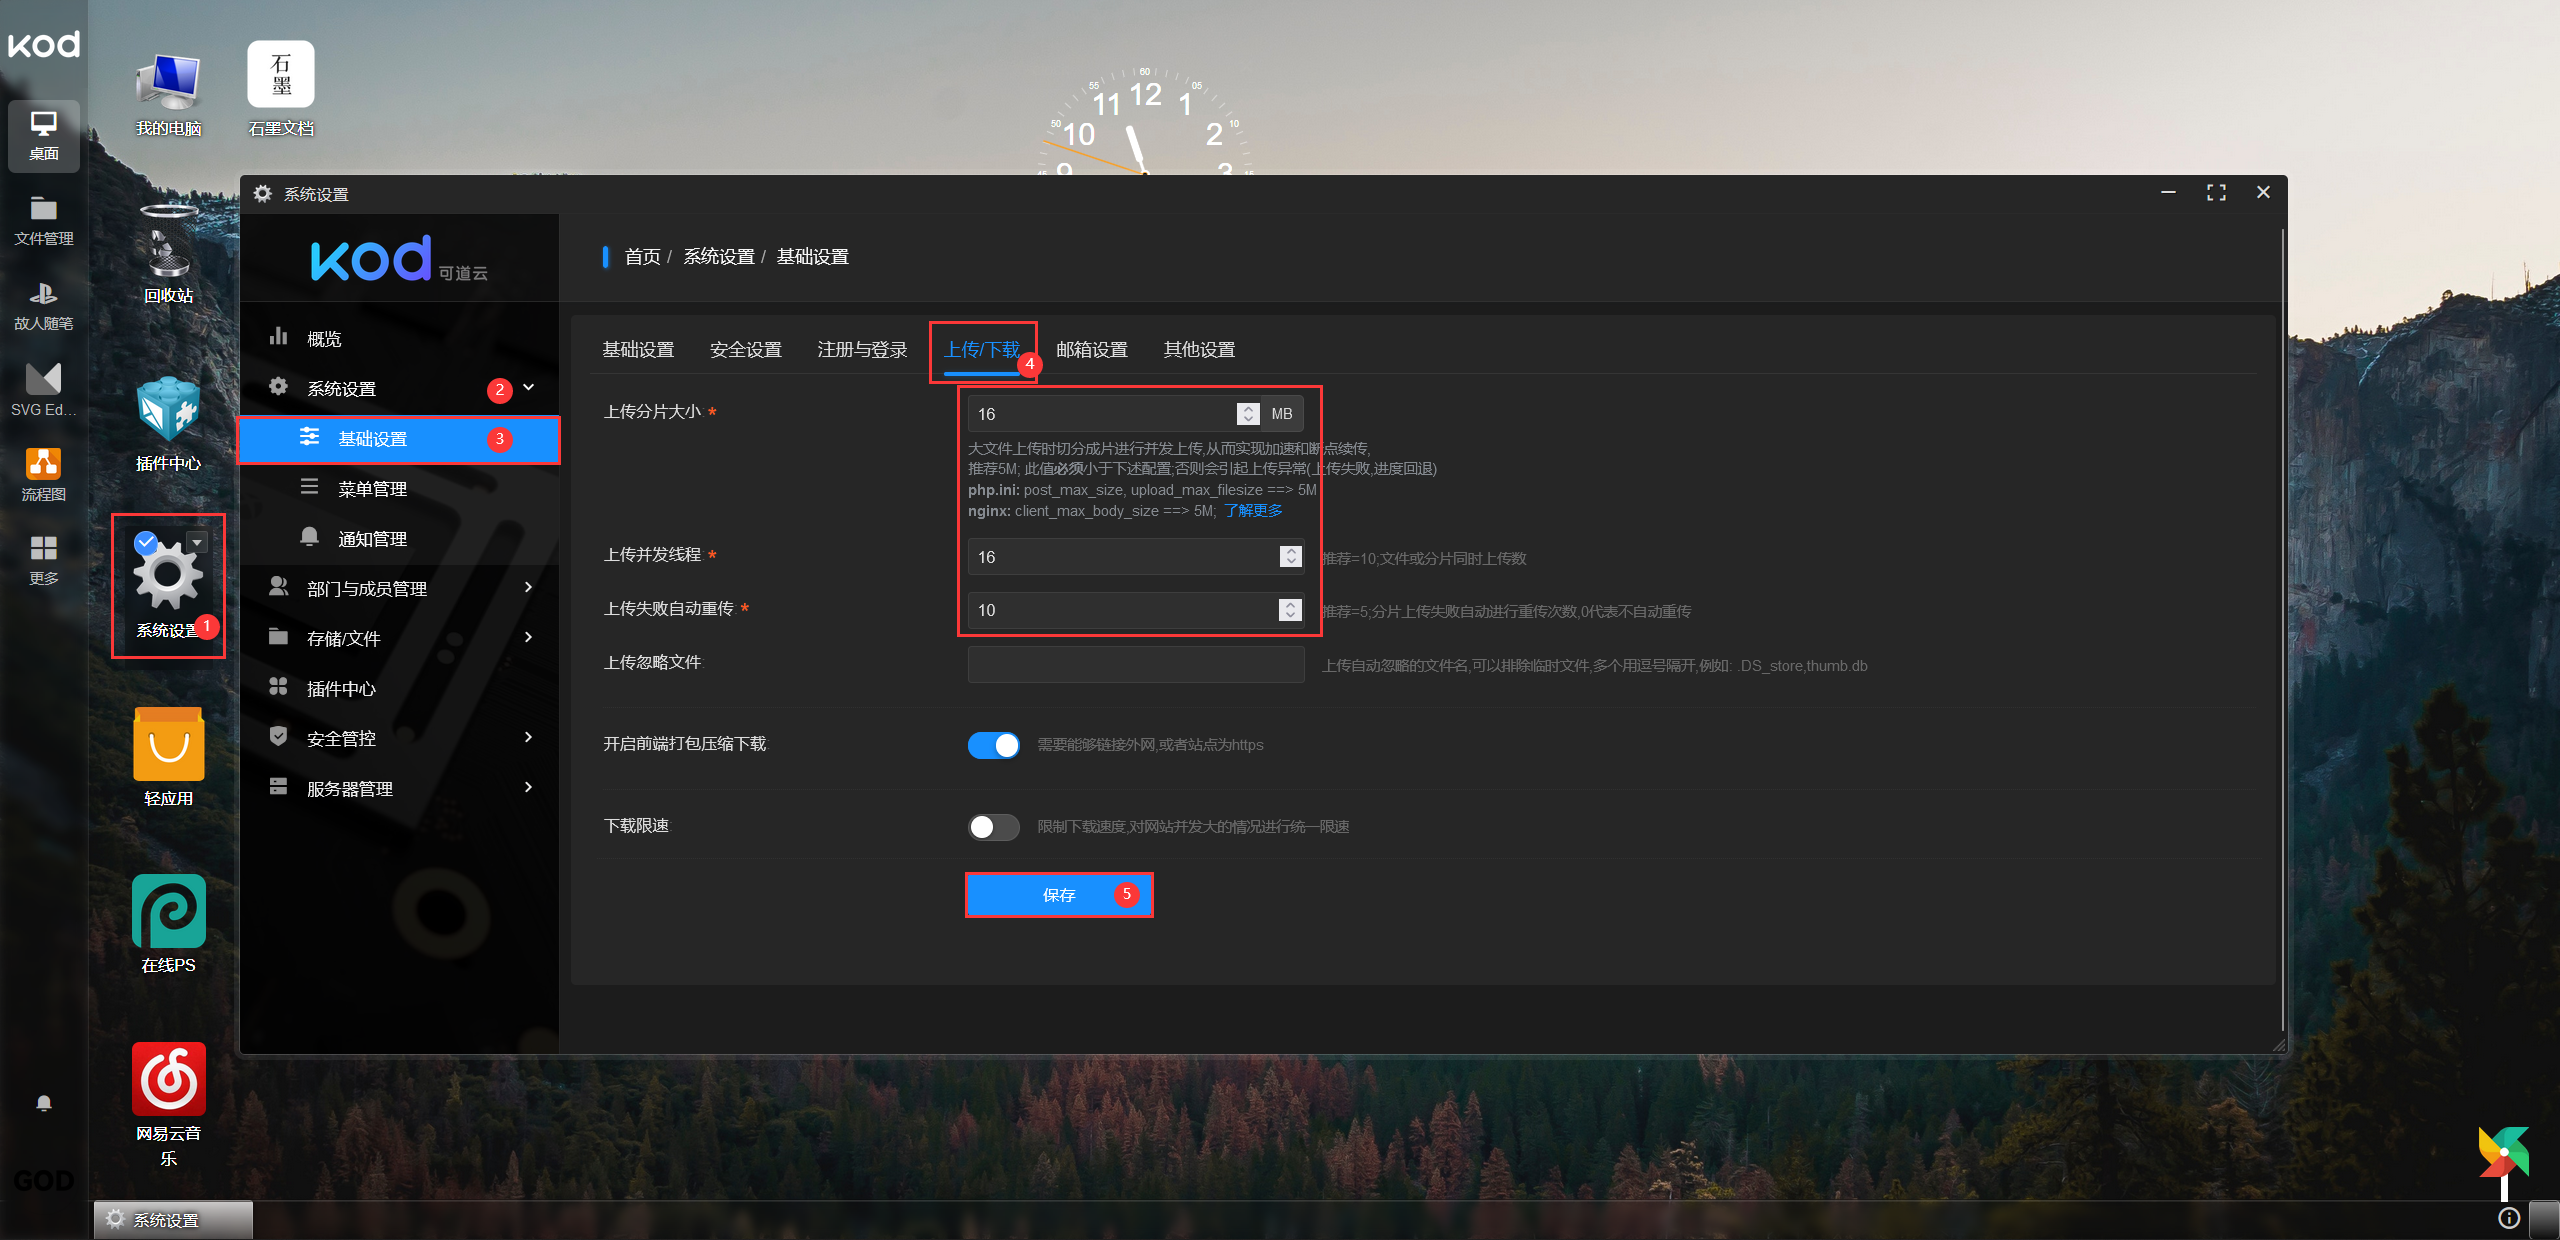 kod
桌面
文件管理
故人随笔
SVG Ed...
流程图
更多
GOD
我的电脑
石墨
石墨文档
回收站
插件中心
系统设置
1
轻应用
在线PS
网易云音乐
60
55
05
11
12
1
50
10
2
10
9
3
45
15
系统设置
kod 可道云
概览
系统设置
2
基础设置
3
菜单管理
通知管理
部门与成员管理
存储/文件
插件中心
安全管控
服务器管理
首页 / 系统设置 / 基础设置
基础设置 安全设置 注册与登录 上传/下载 4 邮箱设置 其他设置
上传分片大小: *
16 MB
大文件上传时切分成片进行并发上传,从而实现加速和断点续传,
推荐5M; 此值必须小于下述配置;否则会引起上传异常(上传失败,进度回退)
php.ini: post_max_size, upload_max_filesize ==> 5M
nginx: client_max_body_size ==> 5M; 了解更多
上传并发线程: * 16 推荐=10;文件或分片同时上传数
上传失败自动重传: * 10 推荐=5;分片上传失败自动进行重传次数,0代表不自动重传
上传忽略文件: 上传自动忽略的文件名,可以排除临时文件,多个用逗号隔开,例如: .DS_store,thumb.db
开启前端打包压缩下载: 需要能够链接外网,或者站点为https
下载限速: 限制下载速度,对网站并发大的情况进行统一限速
保存 5
系统设置